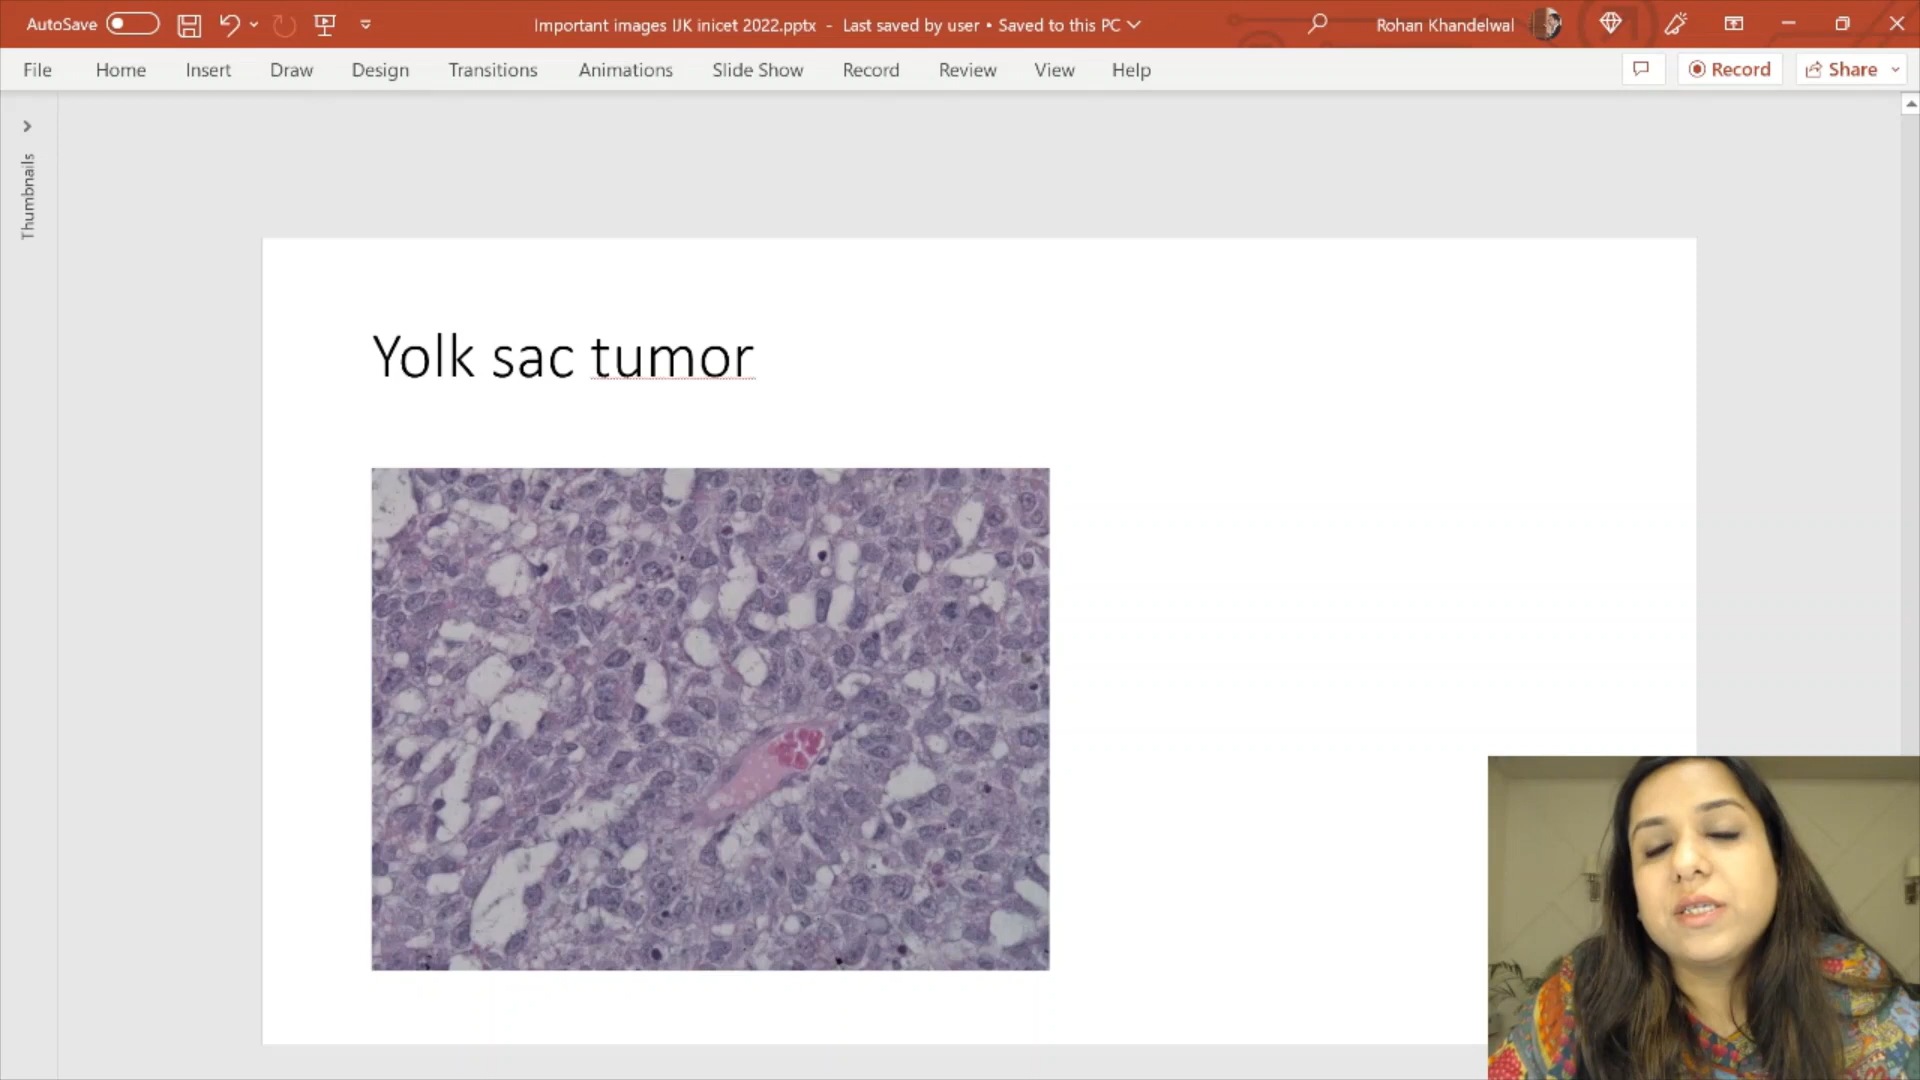 AutoSave
Important images IJK inicet 2022.pptx - Last saved by user • Saved to this PC
Rohan Khandelwal
File Home Insert Draw Design Transitions Animations Slide Show Record Review View Help
Record
Share
Thumbnails
Yolk sac tumor